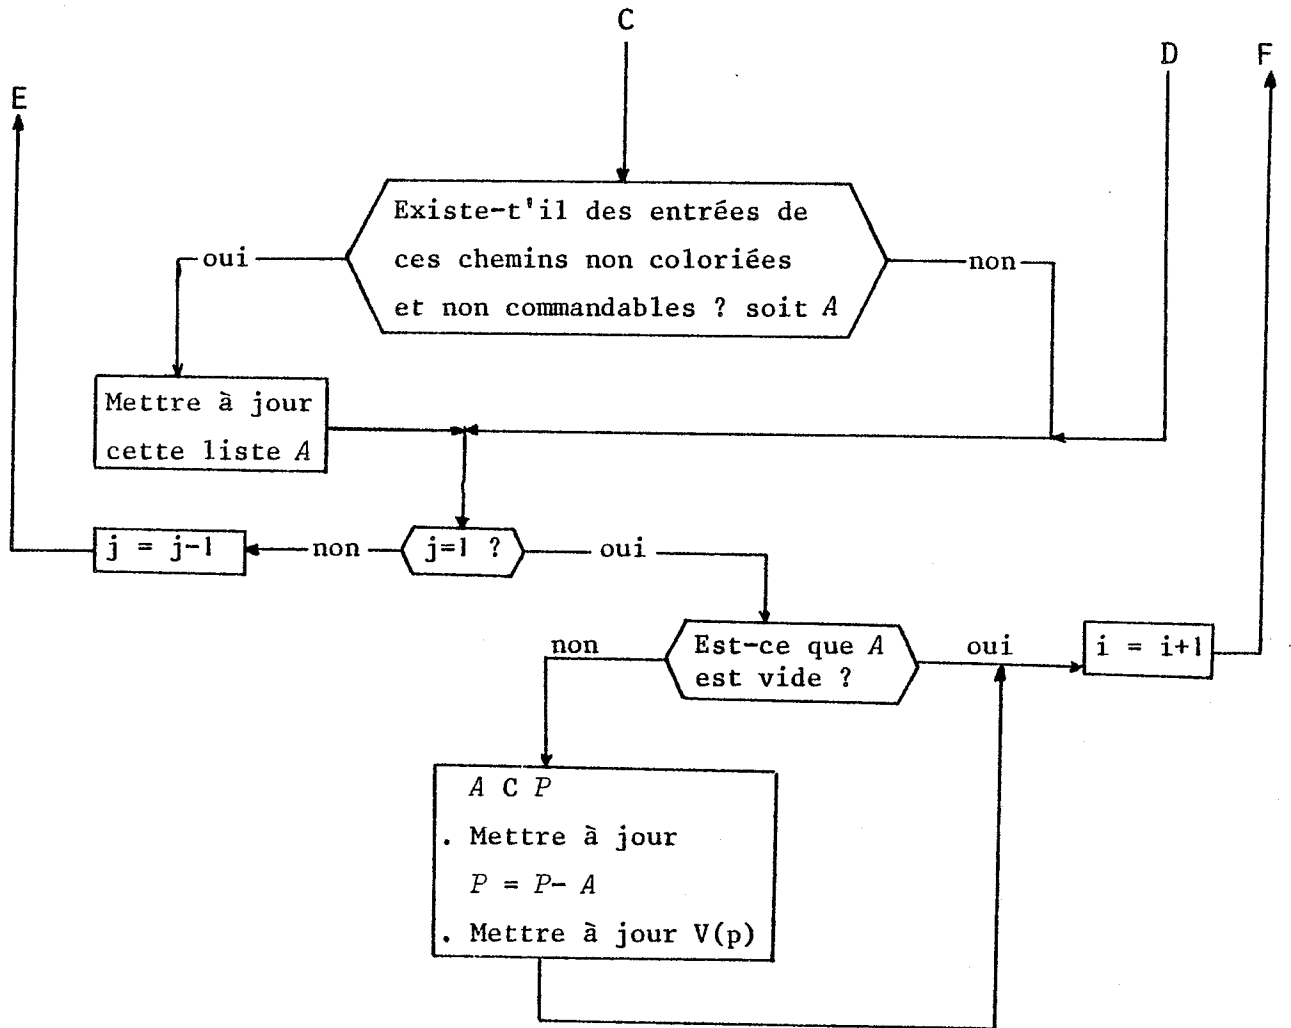 C
D
F
E
Existe-t'il des entrées de
ces chemins non coloriées
et non commandables ? soit A
oui
non
Mettre à jour
cette liste A
j = j-1
non
j=1 ?
oui
non
Est-ce que A
est vide ?
oui
i = i+1
A C P
. Mettre à jour
P = P- A
. Mettre à jour V(p)